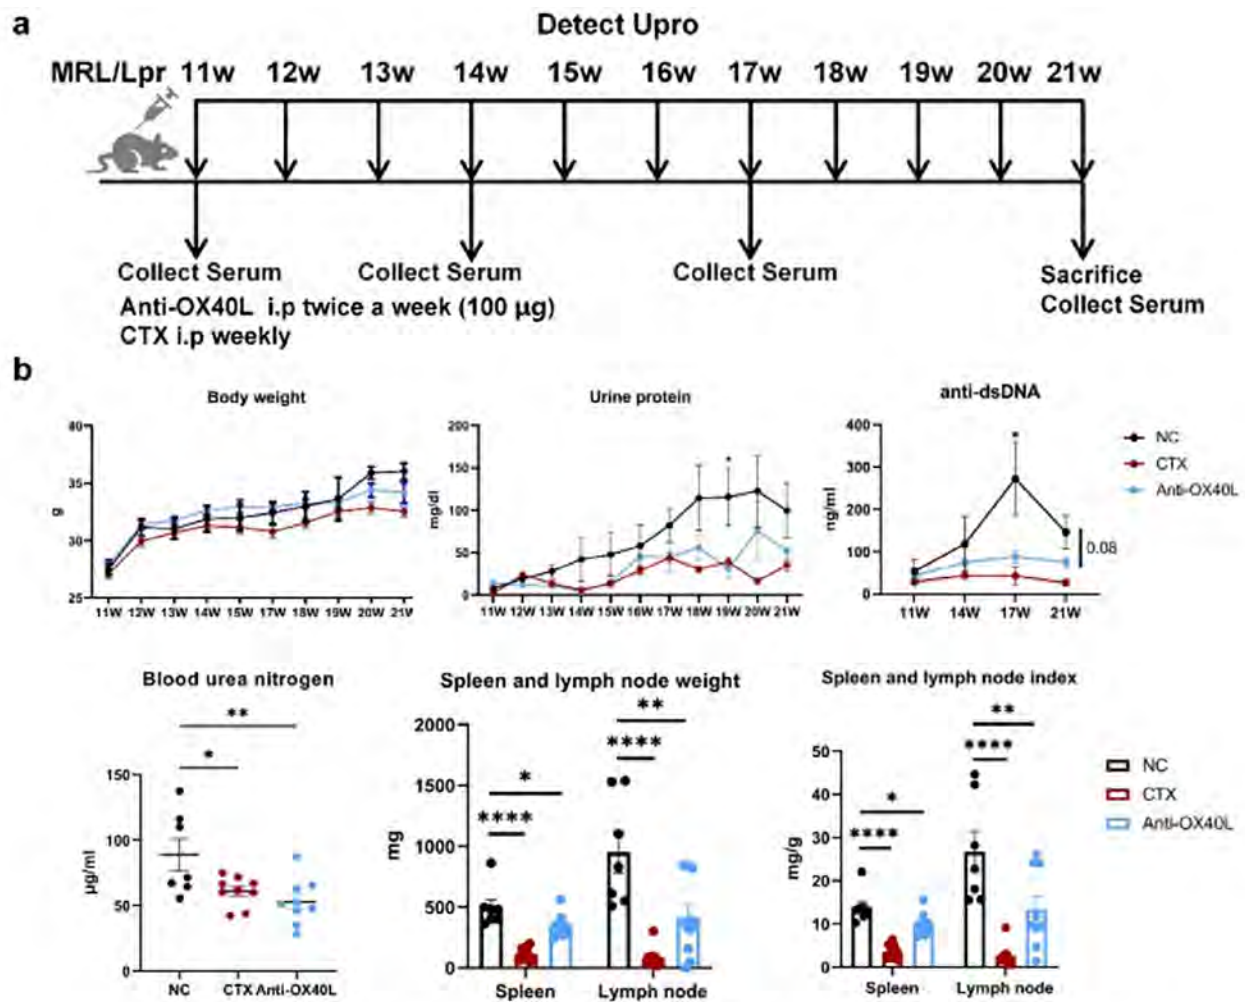 a
Detect Upro
MRL/Lpr 11w 12w 13w 14w 15w 16w 17w 18w 19w 20w 21w
Collect Serum Collect Serum Collect Serum Sacrifice
Collect Serum
Anti-OX40L i.p twice a week (100 μg)
CTX i.p weekly
b
Body weight
40
35
30
25
g
11W 12W 13W 14W 15W 17W 18W 19W 20W 21W
Urine protein
200
150
100
50
0
mg/dl
*
11W 12W 13W 14W 15W 16W 17W 18W 19W 20W 21W
anti-dsDNA
400
300
200
100
0
ng/ml
*
0.08
11W 14W 17W 21W
NC
CTX
Anti-OX40L
Blood urea nitrogen
**
*
150
100
50
0
μg/ml
NC CTX Anti-OX40L
Spleen and lymph node weight
2000
1500
1000
500
0
mg
**
****
*
****
Spleen Lymph node
Spleen and lymph node index
50
40
30
20
10
0
mg/g
**
****
*
****
Spleen Lymph node
NC
CTX
Anti-OX40L